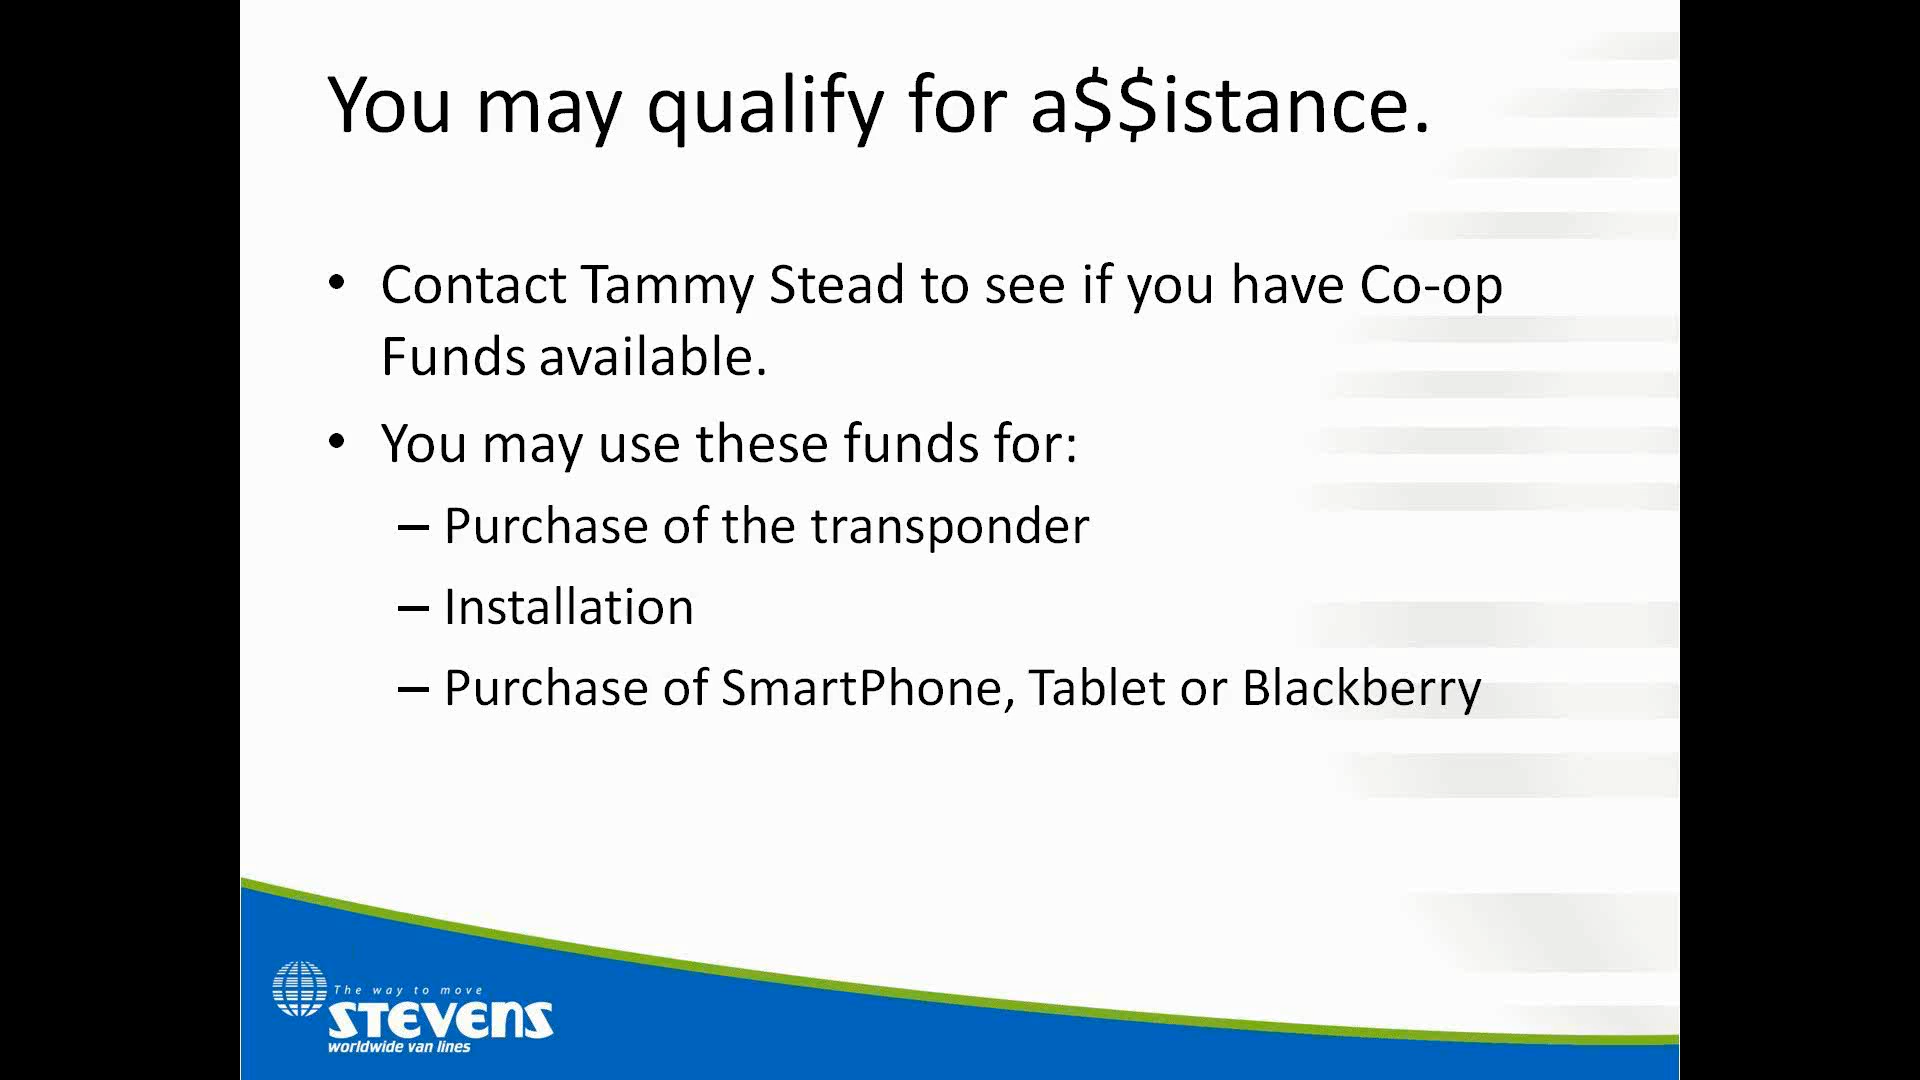 You may qualify for a$$istance.
• Contact Tammy Stead to see if you have Co-op
Funds available.
• You may use these funds for:
– Purchase of the transponder
– Installation
– Purchase of SmartPhone, Tablet or Blackberry
The way to move
STEVENS
worldwide van lines